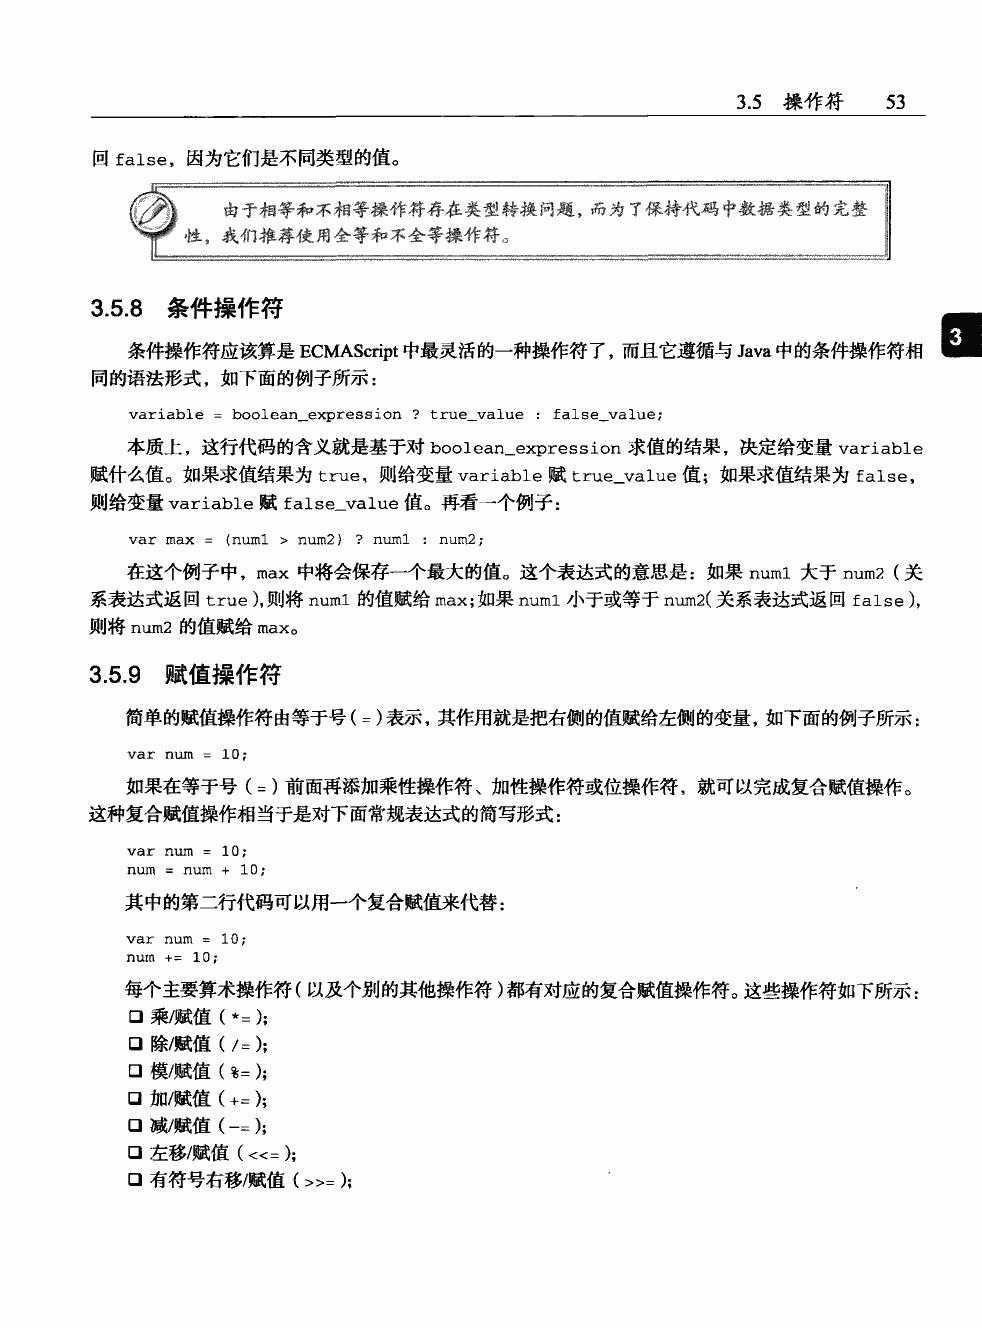 3.5 操作符 53
回 false，因为它们是不同类型的值。
由于相等和不相等操作符存在类型转换问题，而为了保持代码中数据类型的完整
性，我们推荐使用全等和不全等操作符。
3.5.8 条件操作符
3
条件操作符应该算是 ECMAScript 中最灵活的一种操作符了，而且它遵循与 Java 中的条件操作符相
同的语法形式，如下面的例子所示：
variable = boolean_expression ? true_value : false_value;
本质上，这行代码的含义就是基于对 boolean_expression 求值的结果，决定给变量 variable
赋什么值。如果求值结果为 true，则给变量 variable 赋 true_value 值；如果求值结果为 false，
则给变量 variable 赋 false_value 值。再看一个例子：
var max = (num1 > num2) ? num1 : num2;
在这个例子中，max 中将会保存一个最大的值。这个表达式的意思是：如果 num1 大于 num2（关
系表达式返回 true），则将 num1 的值赋给 max；如果 num1 小于或等于 num2（关系表达式返回 false），
则将 num2 的值赋给 max。
3.5.9 赋值操作符
简单的赋值操作符由等于号（=）表示，其作用就是把右侧的值赋给左侧的变量，如下面的例子所示：
var num = 10;
如果在等于号（=）前面再添加乘性操作符、加性操作符或位操作符，就可以完成复合赋值操作。
这种复合赋值操作相当于是对下面常规表达式的简写形式：
var num = 10;
num = num + 10;
其中的第二行代码可以用一个复合赋值来代替：
var num = 10;
num += 10;
每个主要算术操作符（以及个别的其他操作符）都有对应的复合赋值操作符。这些操作符如下所示：
❑ 乘/赋值（*=）；
❑ 除/赋值（/=）；
❑ 模/赋值（%=）；
❑ 加/赋值（+=）；
❑ 减/赋值（-=）；
❑ 左移/赋值（<<=）；
❑ 有符号右移/赋值（>>=）；